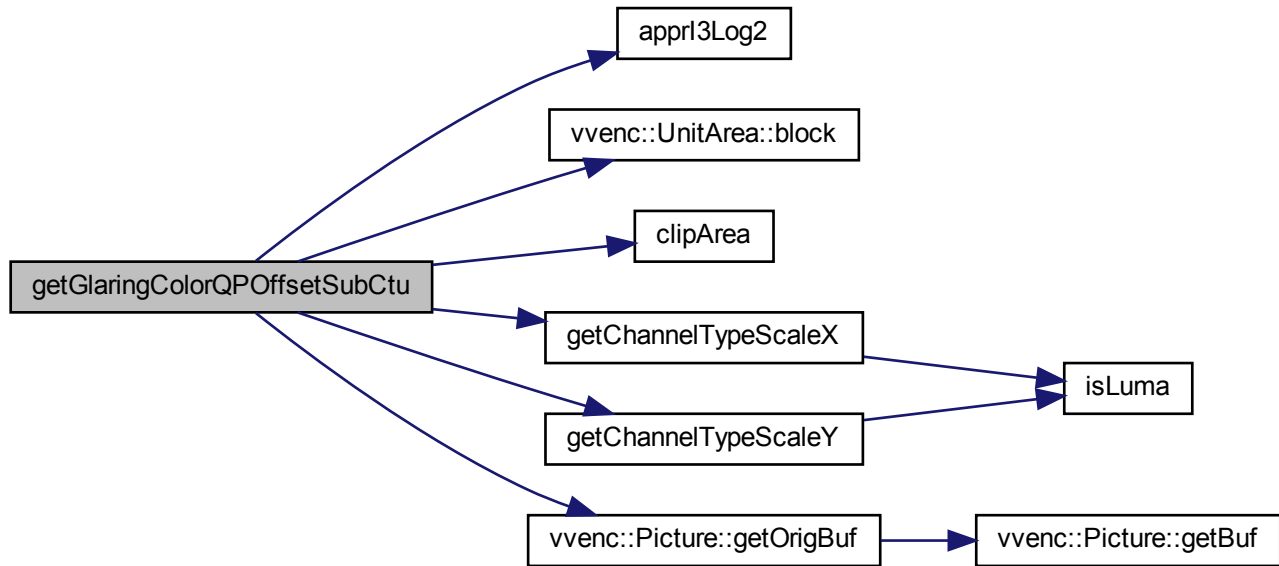 apprI3Log2
vvenc::UnitArea::block
clipArea
getGlaringColorQPOffsetSubCtu
getChannelTypeScaleX
isLuma
getChannelTypeScaleY
vvenc::Picture::getOrigBuf
vvenc::Picture::getBuf